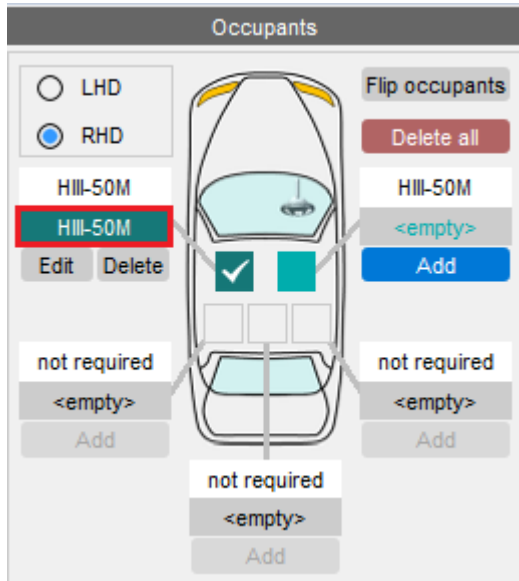 Occupants
LHD
Flip occupants
RHD
Delete all
HIII-50M
HIII-50M
HIII-50M
<empty>
Edit
Delete
Add
not required
not required
<empty>
<empty>
Add
Add
not required
<empty>
Add